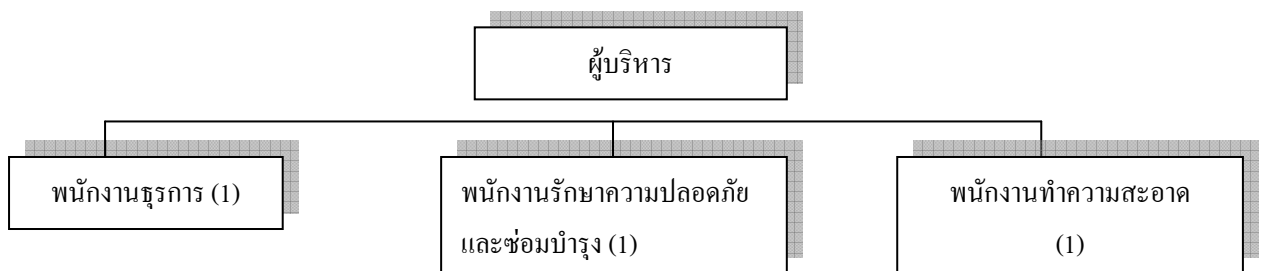 ผู้บริหาร
พนักงานธุรการ (1)
พนักงานรักษาความปลอดภัย
และซ่อมบำรุง (1)
พนักงานทำความสะอาด
(1)